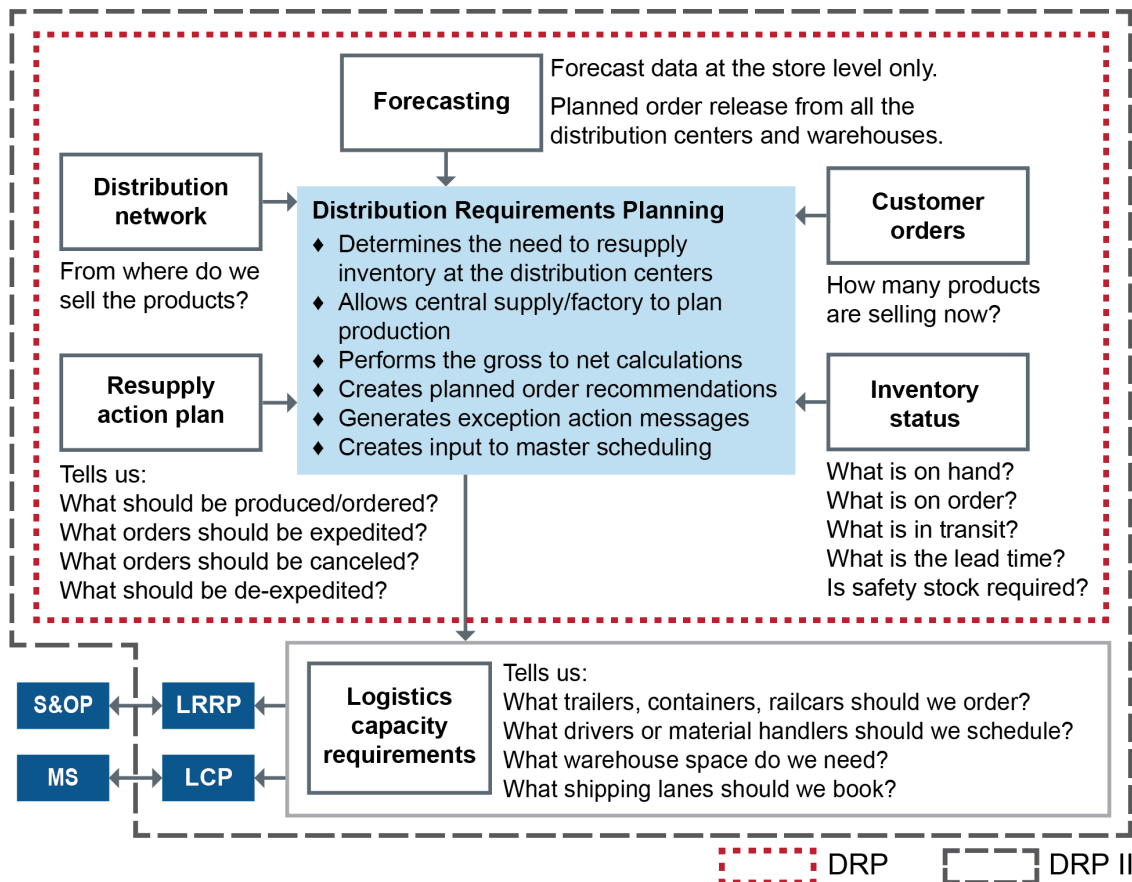 Forecasting
Forecast data at the store level only.
Planned order release from all the
distribution centers and warehouses.
Distribution
network
From where do we
sell the products?
Distribution Requirements Planning
♦ Determines the need to resupply
inventory at the distribution centers
♦ Allows central supply/factory to plan
production
♦ Performs the gross to net calculations
♦ Creates planned order recommendations
♦ Generates exception action messages
♦ Creates input to master scheduling
Customer
orders
How many products
are selling now?
Resupply
action plan
Tells us:
What should be produced/ordered?
What orders should be expedited?
What orders should be canceled?
What should be de-expedited?
Inventory
status
What is on hand?
What is on order?
What is in transit?
What is the lead time?
Is safety stock required?
S&OP
LRRP
MS
LCP
Logistics
capacity
requirements
Tells us:
What trailers, containers, railcars should we order?
What drivers or material handlers should we schedule?
What warehouse space do we need?
What shipping lanes should we book?
DRP
DRP II